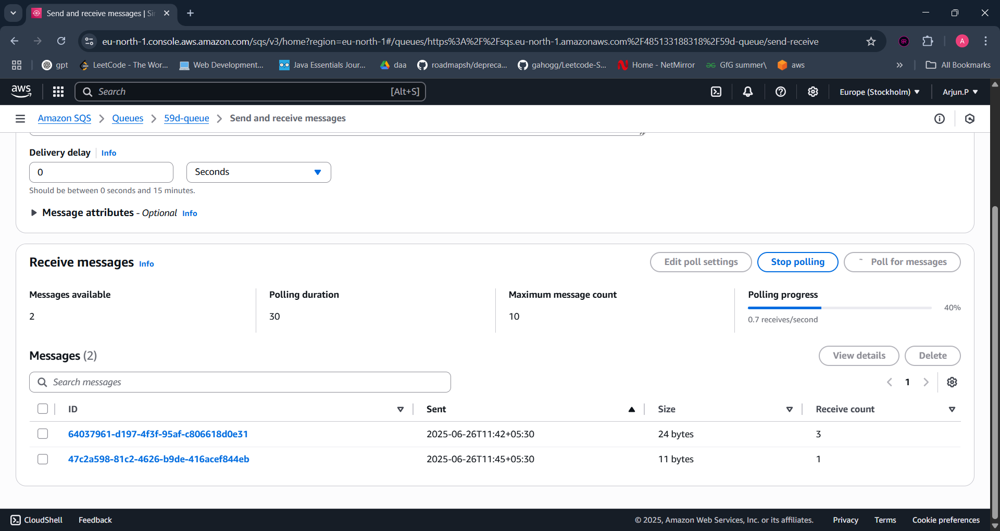 Send and receive messages | Sir
eu-north-1.console.aws.amazon.com/sqs/v3/home?region=eu-north-1#/queues/https%3A%2F%2Fsqs.eu-north-1.amazonaws.com%2F485133188318%2F59d-queue/send-receive
A
gpt
LeetCode - The Wor...
Web Development...
Java Essentials Jour...
daa
roadmapsh/depreca...
gahogg/Leetcode-S...
Home - NetMirror
GfG summer\
aws
All Bookmarks
aws
Search
[Alt+S]
Europe (Stockholm)
Arjun.P
Amazon SQS
Queues
59d-queue
Send and receive messages
Delivery delay
Info
0
Seconds
Should be between 0 seconds and 15 minutes.
Message attributes - Optional Info
Receive messages Info
Edit poll settings
Stop polling
Poll for messages
Messages available
2
Polling duration
30
Maximum message count
10
Polling progress
40%
0.7 receives/second
Messages (2)
View details
Delete
Search messages
1
ID Sent Size Receive count
64037961-d197-4f3f-95af-c806618d0e31 2025-06-26T11:42+05:30 24 bytes 3
47c2a598-81c2-4626-b9de-416acef844eb 2025-06-26T11:45+05:30 11 bytes 1
CloudShell
Feedback
© 2025, Amazon Web Services, Inc. or its affiliates.
Privacy
Terms
Cookie preferences